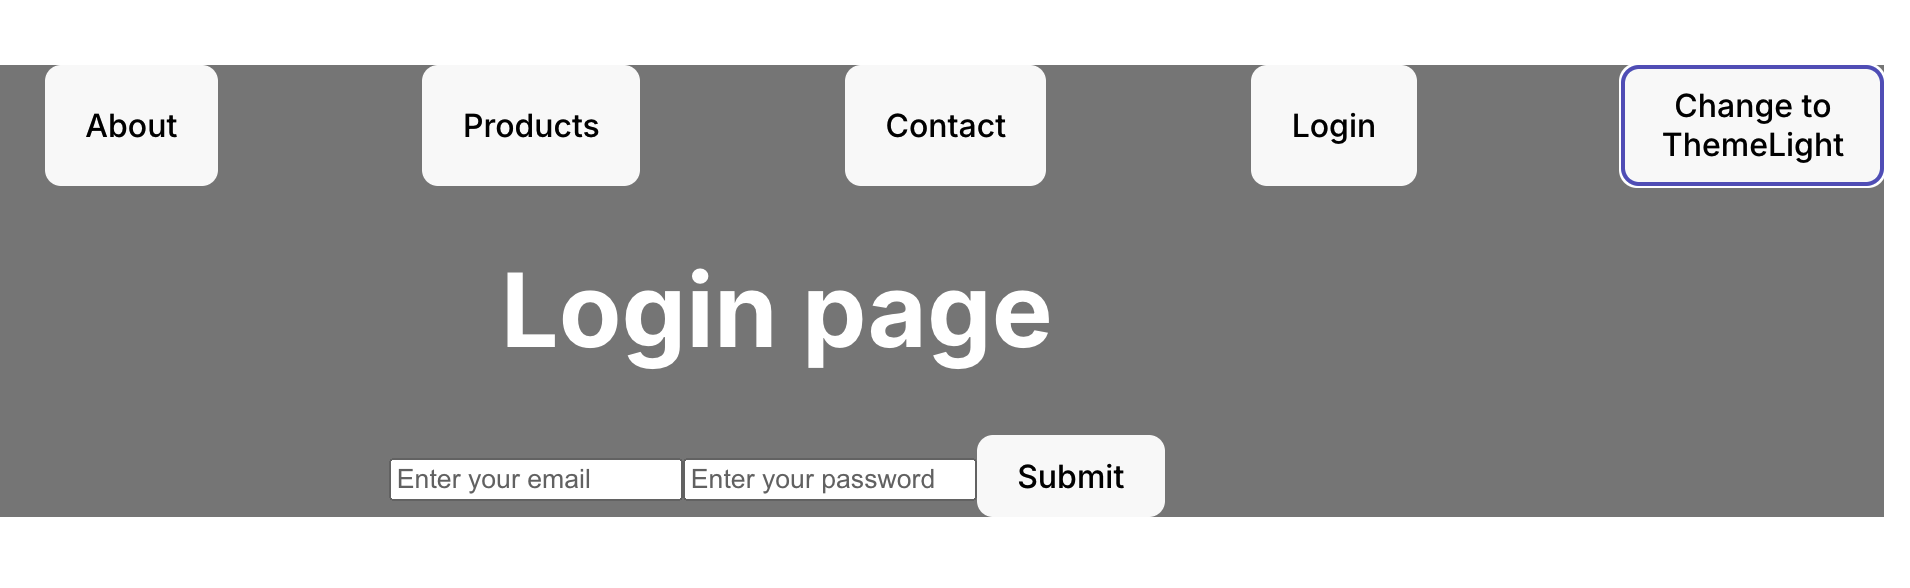 About
Products
Contact
Login
Change to
ThemeLight
Login page
Enter your email
Enter your password
Submit